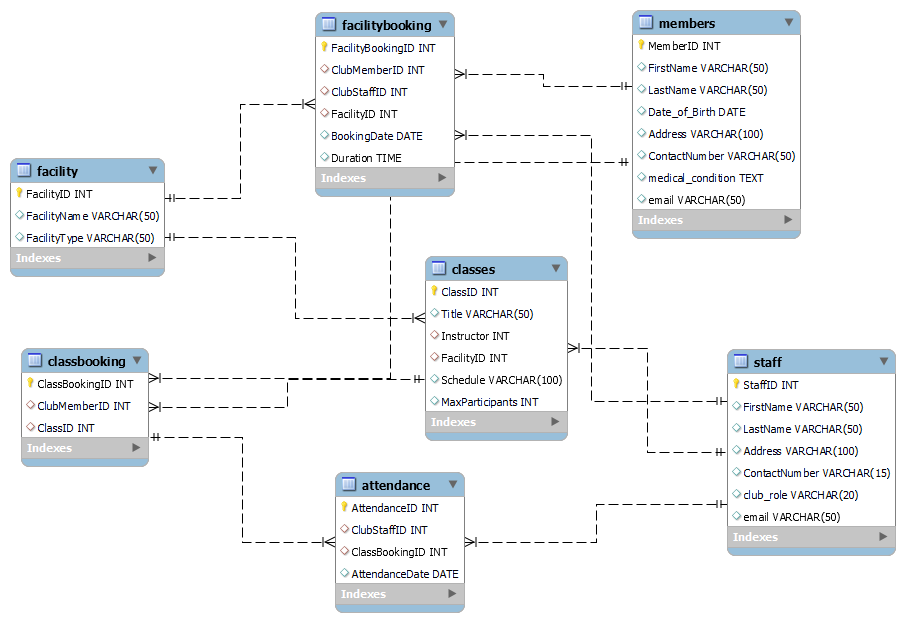 facilitybooking
FacilityBookingID INT
ClubMemberID INT
ClubStaffID INT
FacilityID INT
BookingDate DATE
Duration TIME
Indexes
members
MemberID INT
FirstName VARCHAR(50)
LastName VARCHAR(50)
Date_of_Birth DATE
Address VARCHAR(100)
ContactNumber VARCHAR(50)
medical_condition TEXT
email VARCHAR(50)
Indexes
facility
FacilityID INT
FacilityName VARCHAR(50)
FacilityType VARCHAR(50)
Indexes
classes
ClassID INT
Title VARCHAR(50)
Instructor INT
FacilityID INT
Schedule VARCHAR(100)
MaxParticipants INT
Indexes
classbooking
ClassBookingID INT
ClubMemberID INT
ClassID INT
Indexes
staff
StaffID INT
FirstName VARCHAR(50)
LastName VARCHAR(50)
Address VARCHAR(100)
ContactNumber VARCHAR(15)
club_role VARCHAR(20)
email VARCHAR(50)
Indexes
attendance
AttendanceID INT
ClubStaffID INT
ClassBookingID INT
AttendanceDate DATE
Indexes